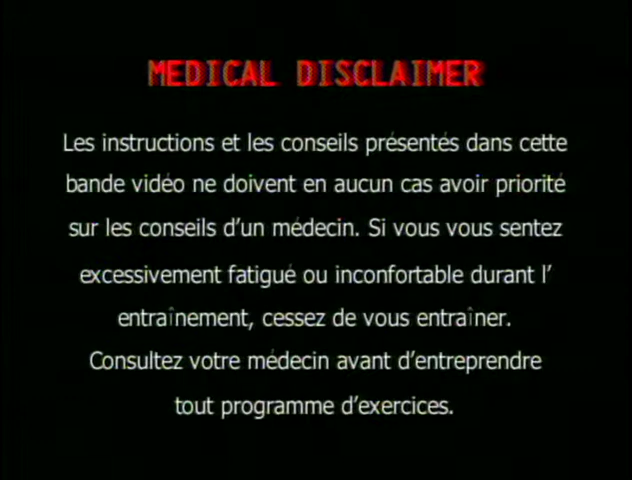 MEDICAL DISCLAIMER
Les instructions et les conseils présentés dans cette
bande vidéo ne doivent en aucun cas avoir priorité
sur les conseils d'un médecin. Si vous vous sentez
excessivement fatigué ou inconfortable durant l'
entraînement, cessez de vous entraîner.
Consultez votre médecin avant d'entreprendre
tout programme d'exercices.